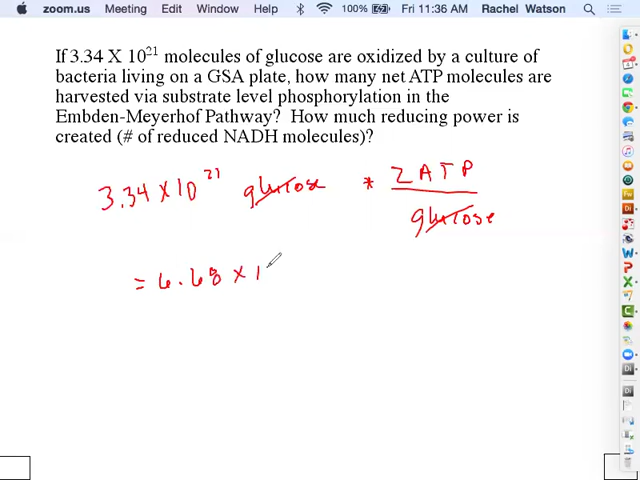 zoom.us Meeting Edit Window Help 100% Fri 11:36 AM Rachel Watson
If 3.34 X 10²¹ molecules of glucose are oxidized by a culture of
bacteria living on a GSA plate, how many net ATP molecules are
harvested via substrate level phosphorylation in the
Embden-Meyerhof Pathway? How much reducing power is
created (# of reduced NADH molecules)?
3.34 × 10²¹ glucose * 2 ATP
glucose
= 6.68 × 1